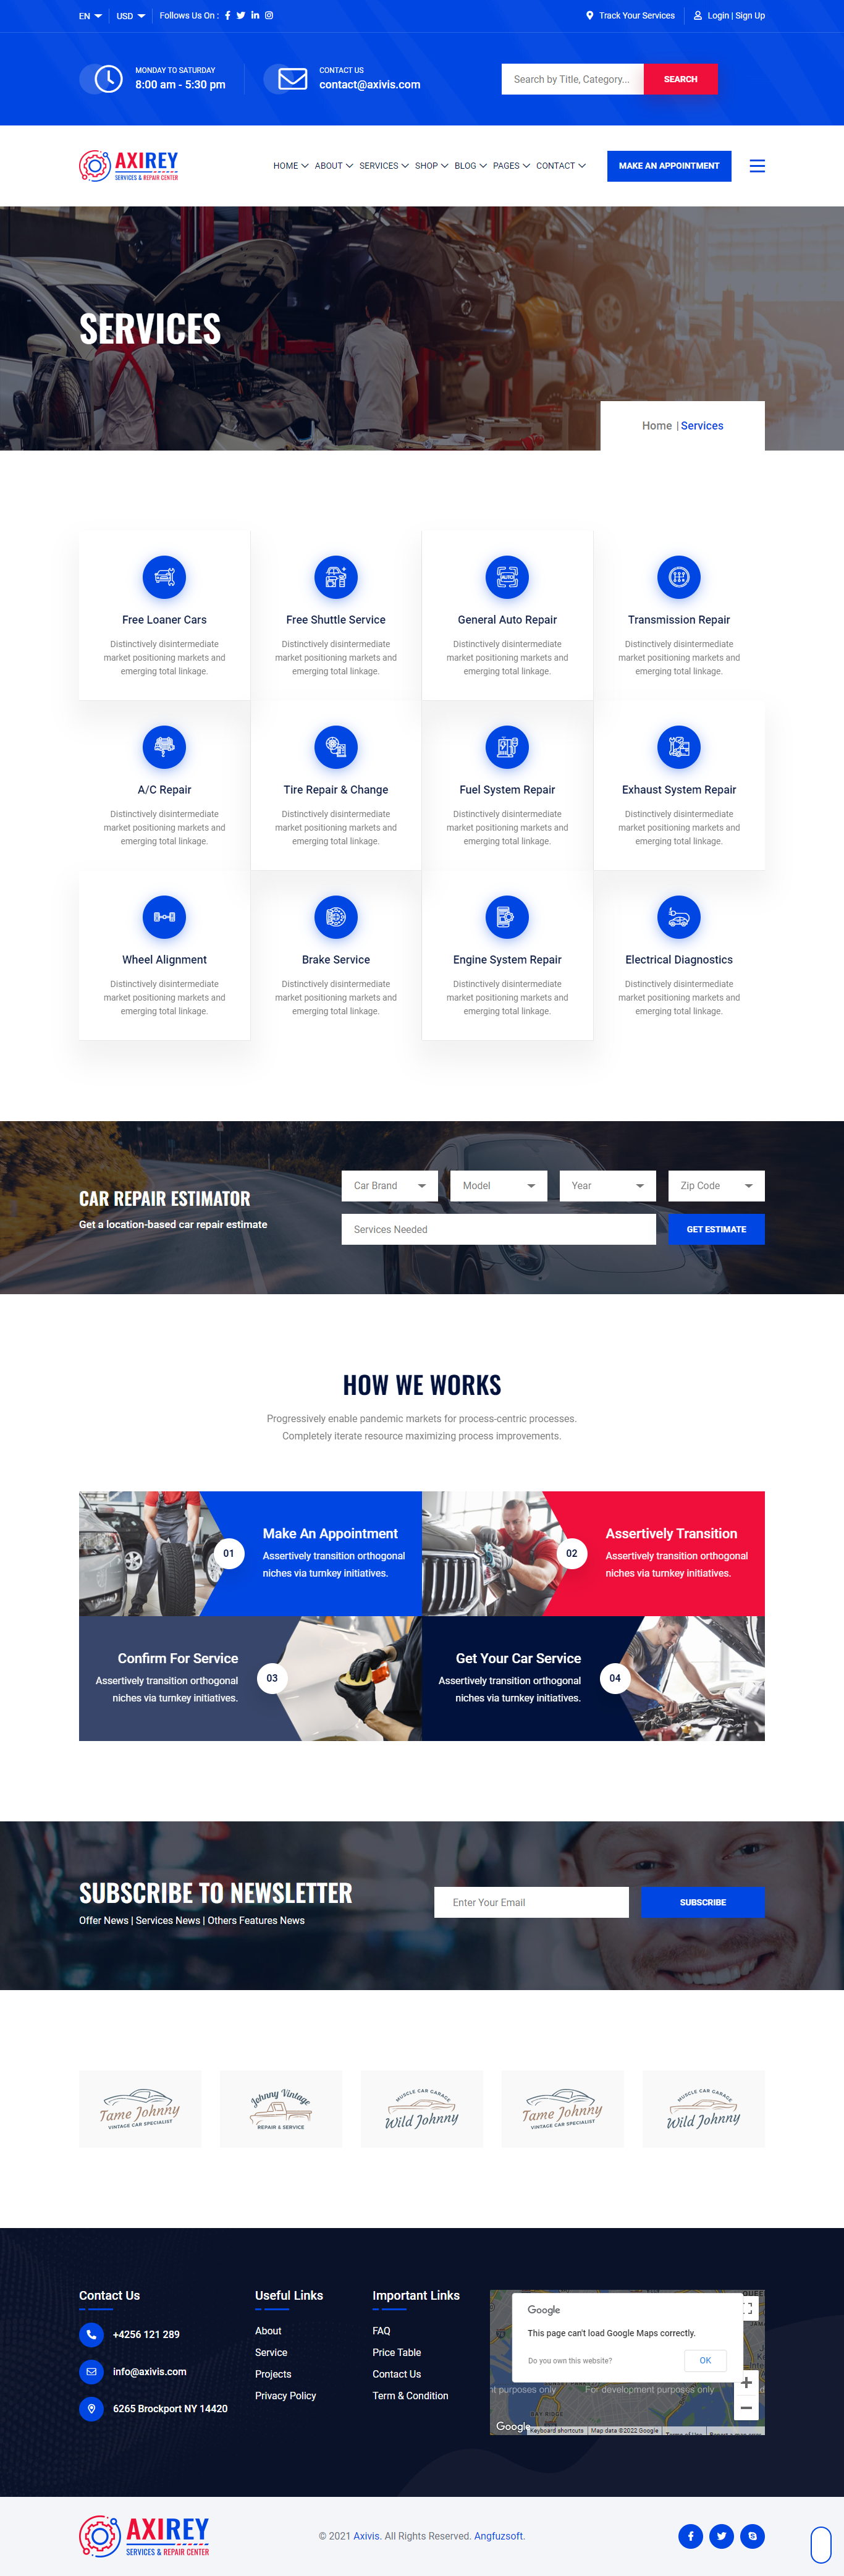 EN USD Follows Us On : Track Your Services Login | Sign Up
MONDAY TO SATURDAY
8:00 am - 5:30 pm
CONTACT US
contact@axivis.com
Search by Title, Category... SEARCH
AXIREY
SERVICES & REPAIR CENTER
HOME ABOUT SERVICES SHOP BLOG PAGES CONTACT
MAKE AN APPOINTMENT
SERVICES
Home | Services
Free Loaner Cars
Distinctively disintermediate
market positioning markets and
emerging total linkage.
Free Shuttle Service
Distinctively disintermediate
market positioning markets and
emerging total linkage.
General Auto Repair
Distinctively disintermediate
market positioning markets and
emerging total linkage.
Transmission Repair
Distinctively disintermediate
market positioning markets and
emerging total linkage.
A/C Repair
Distinctively disintermediate
market positioning markets and
emerging total linkage.
Tire Repair & Change
Distinctively disintermediate
market positioning markets and
emerging total linkage.
Fuel System Repair
Distinctively disintermediate
market positioning markets and
emerging total linkage.
Exhaust System Repair
Distinctively disintermediate
market positioning markets and
emerging total linkage.
Wheel Alignment
Distinctively disintermediate
market positioning markets and
emerging total linkage.
Brake Service
Distinctively disintermediate
market positioning markets and
emerging total linkage.
Engine System Repair
Distinctively disintermediate
market positioning markets and
emerging total linkage.
Electrical Diagnostics
Distinctively disintermediate
market positioning markets and
emerging total linkage.
CAR REPAIR ESTIMATOR
Get a location-based car repair estimate
Car Brand Model Year Zip Code
Services Needed GET ESTIMATE
HOW WE WORKS
Progressively enable pandemic markets for process-centric processes.
Completely iterate resource maximizing process improvements.
01
Make An Appointment
Assertively transition orthogonal
niches via turnkey initiatives.
02
Assertively Transition
Assertively transition orthogonal
niches via turnkey initiatives.
Confirm For Service
Assertively transition orthogonal
niches via turnkey initiatives.
03
Get Your Car Service
Assertively transition orthogonal
niches via turnkey initiatives.
04
SUBSCRIBE TO NEWSLETTER
Offer News | Services News | Others Features News
Enter Your Email SUBSCRIBE
Tame Johnny
VINTAGE CAR SPECIALIST
Johnny Vintage
REPAIR & SERVICE
MUSCLE CAR GARAGE
Wild Johnny
Tame Johnny
VINTAGE CAR SPECIALIST
MUSCLE CAR GARAGE
Wild Johnny
Contact Us
+4256 121 289
info@axivis.com
6265 Brockport NY 14420
Useful Links
About
Service
Projects
Privacy Policy
Important Links
FAQ
Price Table
Contact Us
Term & Condition
Google
This page can't load Google Maps correctly.
Do you own this website? OK
nt purposes only For development purposes only
BAY RIDGE
Google
Keyboard shortcuts Map data ©2022 Google
AXIREY
SERVICES & REPAIR CENTER
© 2021 Axivis. All Rights Reserved. Angfuzsoft.